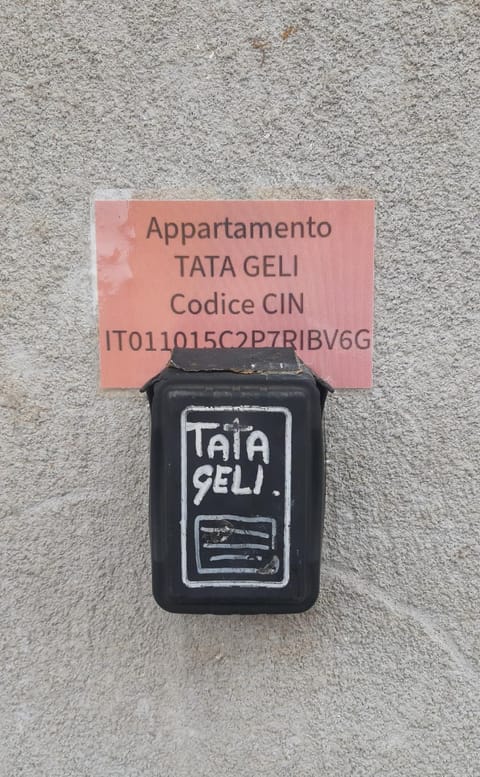 Appartamento
TATA GELI
Codice CIN
IT011015C2P7RIBV6G
TATA
GELI.